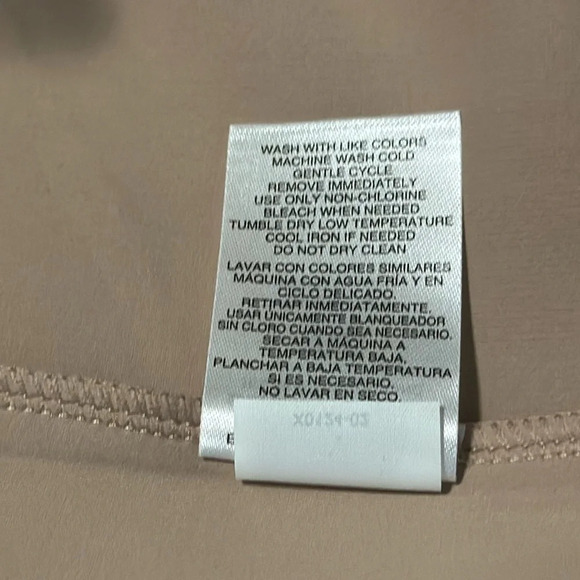 WASH WITH LIKE COLORS
MACHINE WASH COLD
GENTLE CYCLE
REMOVE IMMEDIATELY
USE ONLY NON-CHLORINE
BLEACH WHEN NEEDED
TUMBLE DRY LOW TEMPERATURE
COOL IRON IF NEEDED
DO NOT DRY CLEAN
LAVAR CON COLORES SIMILARES
MÁQUINA CON AGUA FRÍA Y EN
CICLO DELICADO.
RETIRAR INMEDIATAMENTE.
USAR ÚNICAMENTE BLANQUEADOR
SIN CLORO CUANDO SEA NECESARIO.
SECAR A MÁQUINA A
TEMPERATURA BAJA.
PLANCHAR A BAJA TEMPERATURA
SI ES NECESARIO.
NO LAVAR EN SECO.